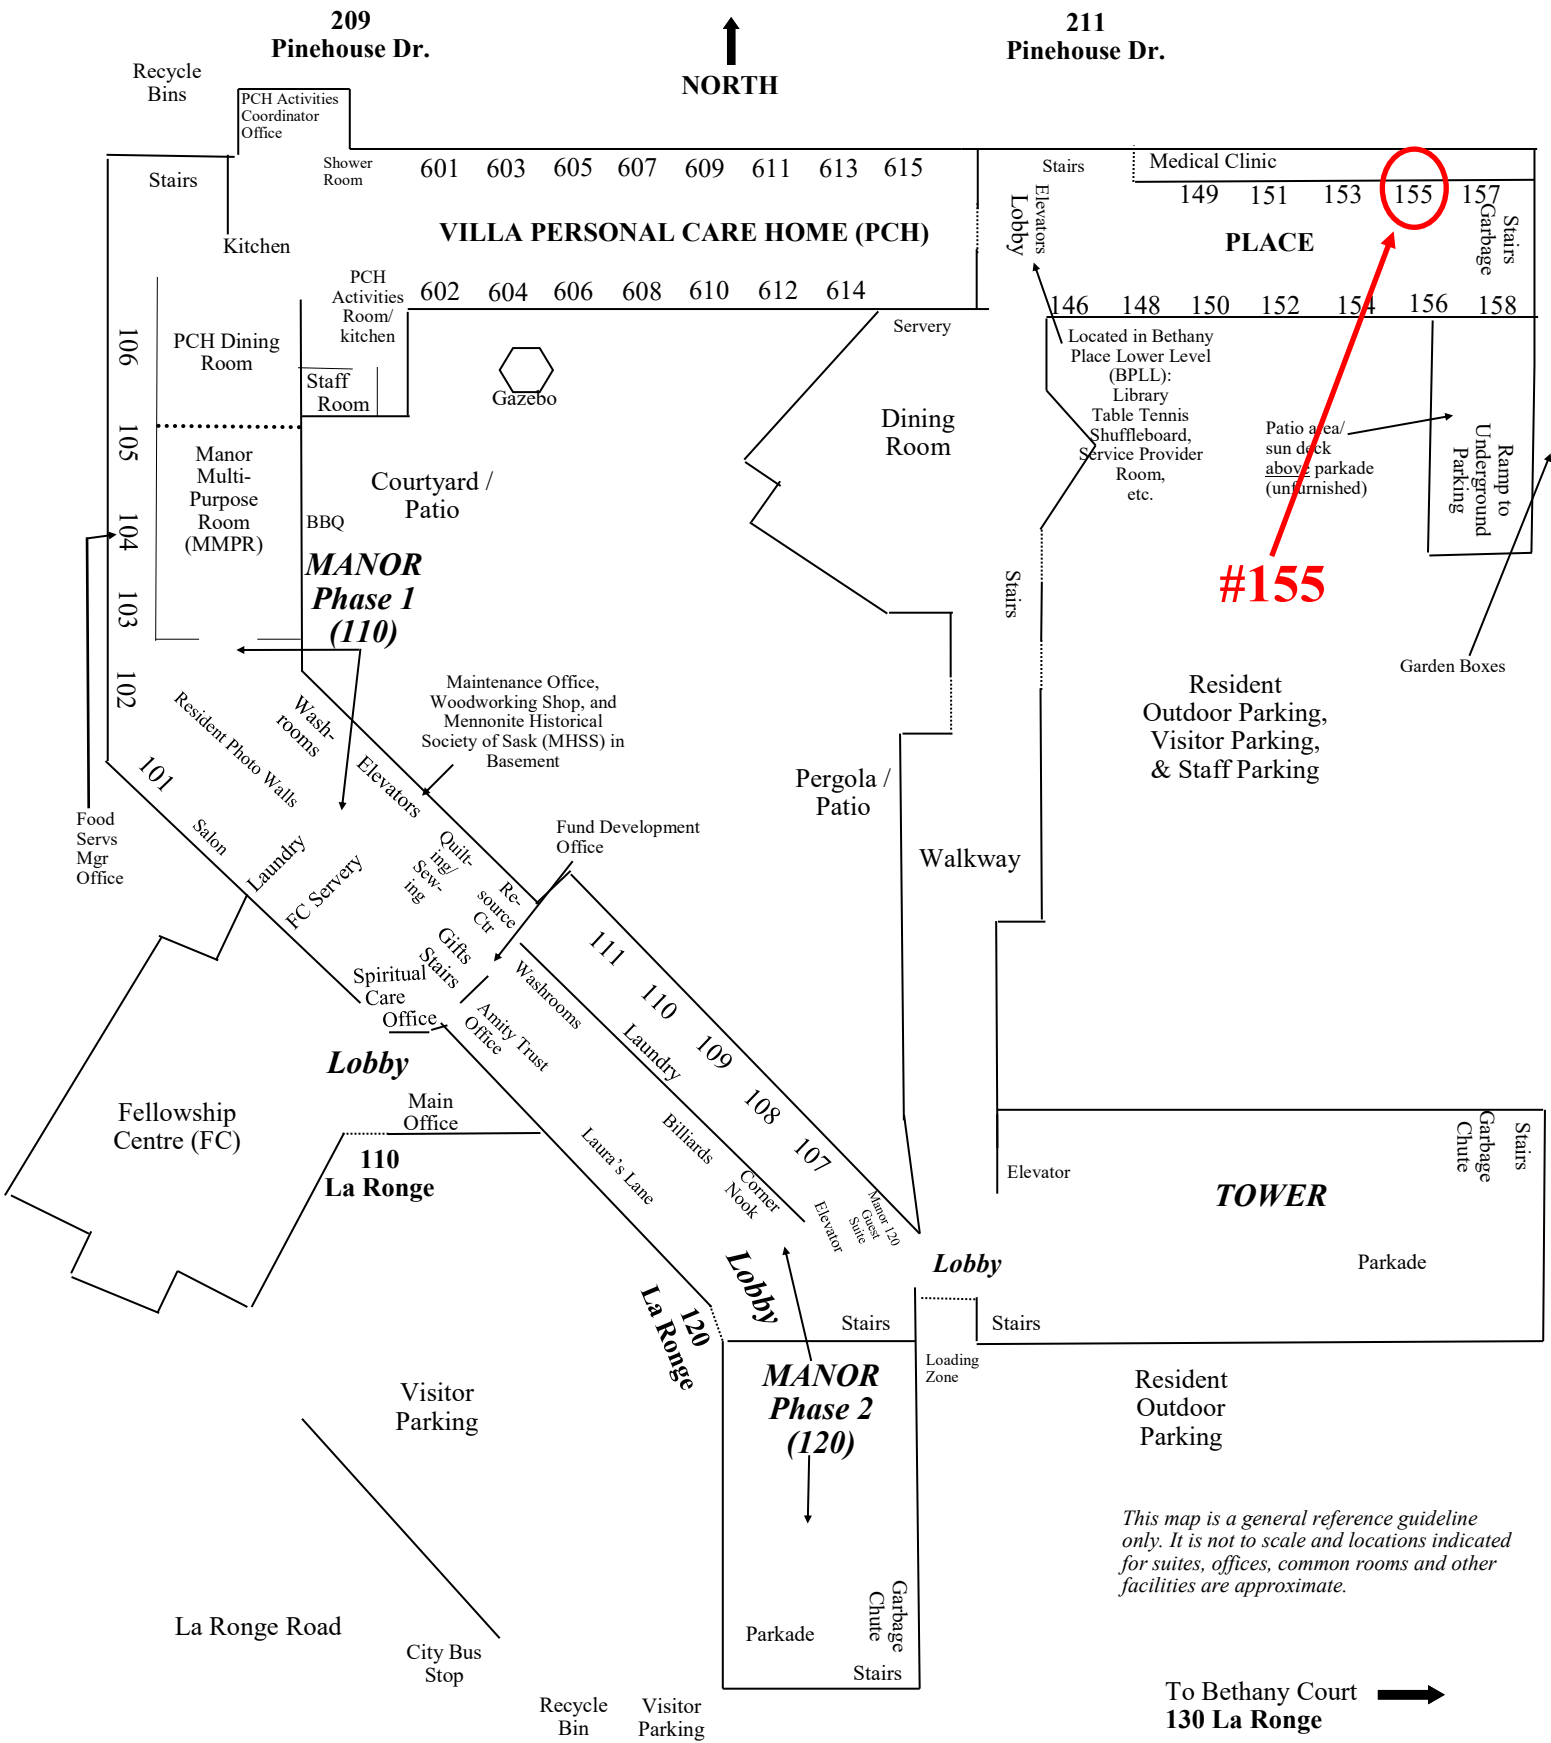 209
Pinehouse Dr.
211
Pinehouse Dr.
NORTH
Recycle
Bins
PCH Activities
Coordinator
Office
Stairs
Shower
Room
601 603 605 607 609 611 613 615
Stairs
Medical Clinic
149 151 153 155 157
Elevators
Lobby
Kitchen
VILLA PERSONAL CARE HOME (PCH)
PLACE
Stairs
Garbage
PCH
Activities
Room/
kitchen
602 604 606 608 610 612 614
146 148 150 152 154 156 158
Servery
106
105
104
103
102
101
PCH Dining
Room
Staff
Room
Gazebo
Located in Bethany
Place Lower Level
(BPLL):
Library
Table Tennis
Shuffleboard,
Service Provider
Room,
etc.
Dining
Room
Patio area/
sun deck
above parkade
(unfurnished)
Ramp to
Underground
Parking
Manor
Multi-
Purpose
Room
(MMPR)
Courtyard /
Patio
BBQ
MANOR
Phase 1
(110)
Stairs
#155
Garden Boxes
Resident
Outdoor Parking,
Visitor Parking,
& Staff Parking
Maintenance Office,
Woodworking Shop, and
Mennonite Historical
Society of Sask (MHSS) in
Basement
Wash-
rooms
Resident Photo Walls
Elevators
Pergola /
Patio
Food
Servs
Mgr
Office
Salon
Laundry
FC Servery
Quilt-
ing/
Sew-
ing
Fund Development
Office
Walkway
Re-
source
Ctr
Gifts
Stairs
Spiritual
Care
Office
111
110
109
108
107
Washrooms
Amity Trust
Office
Laundry
Lobby
Main
Office
Fellowship
Centre (FC)
110
La Ronge
Billiards
Laura's Lane
Corner
Nook
Elevator
Manor 120
Guest
Suite
Elevator
Garbage
Chute
Stairs
TOWER
Lobby
Lobby
Parkade
120
La Ronge
Stairs
Stairs
Loading
Zone
MANOR
Phase 2
(120)
Visitor
Parking
Resident
Outdoor
Parking
This map is a general reference guideline
only. It is not to scale and locations indicated
for suites, offices, common rooms and other
facilities are approximate.
La Ronge Road
City Bus
Stop
Parkade
Garbage
Chute
Stairs
Recycle
Bin
Visitor
Parking
To Bethany Court
130 La Ronge